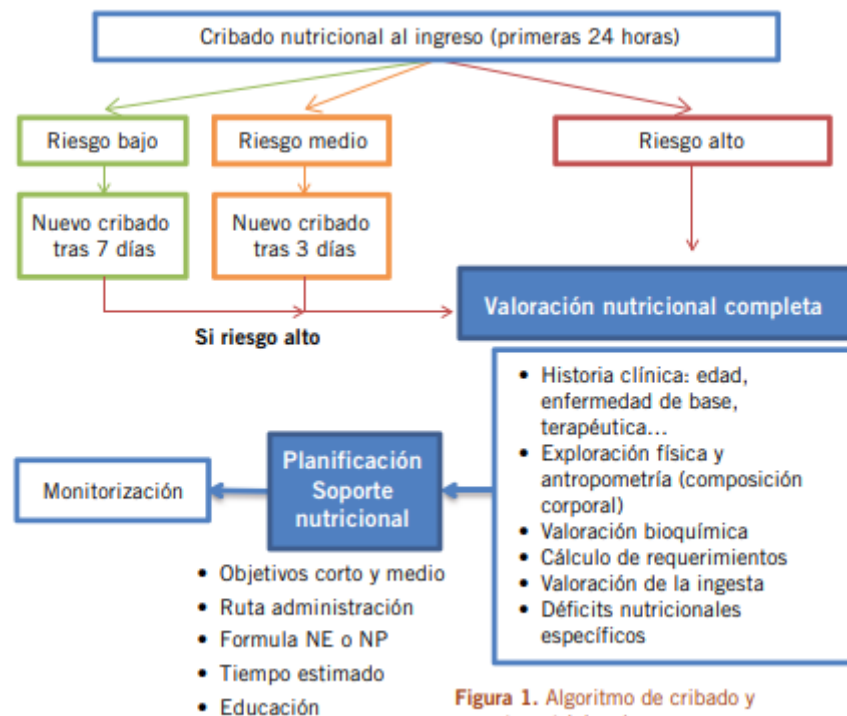 Cribado nutricional al ingreso (primeras 24 horas)
Riesgo bajo
Riesgo medio
Riesgo alto
Nuevo cribado
tras 7 días
Nuevo cribado
tras 3 días
Si riesgo alto
Valoración nutricional completa
• Historia clínica: edad,
enfermedad de base,
terapéutica...
• Exploración física y
antropometría (composición
corporal)
• Valoración bioquímica
• Cálculo de requerimientos
• Valoración de la ingesta
• Déficits nutricionales
específicos
Planificación
Soporte
nutricional
Monitorización
• Objetivos corto y medio
• Ruta administración
• Formula NE o NP
• Tiempo estimado
• Educación
Figura 1. Algoritmo de cribado y